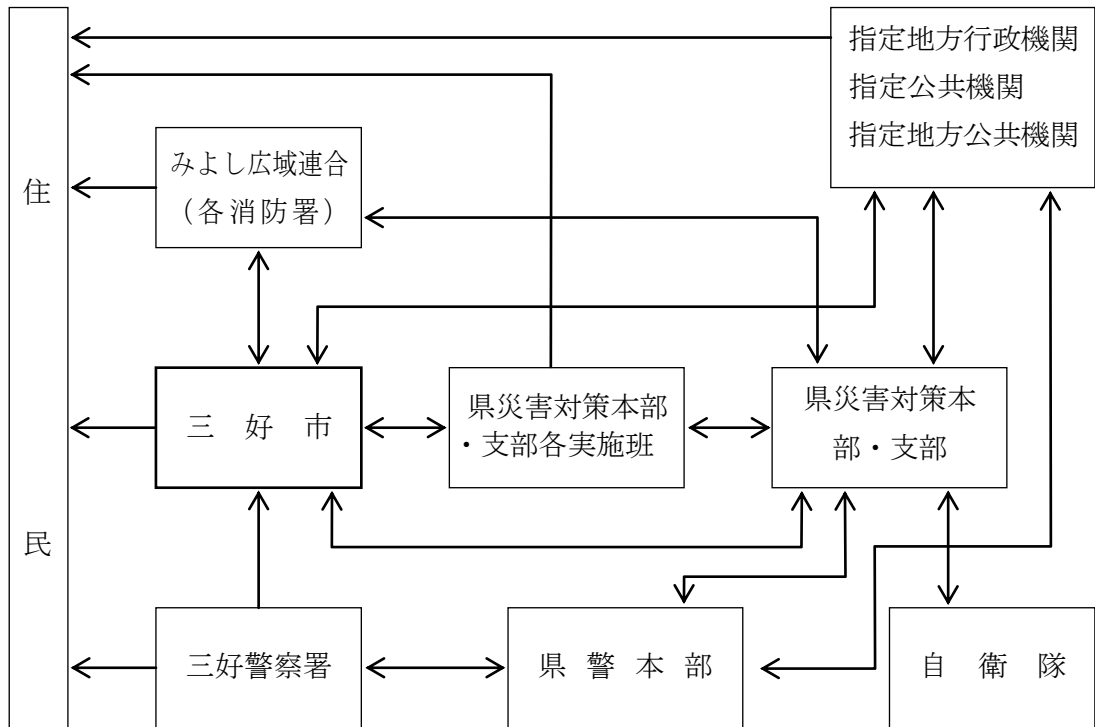 住
民
指定地方行政機関
指定公共機関
指定地方公共機関
みよし広域連合
（各消防署）
三好市
県災害対策本部
・支部各実施班
県災害対策本
部・支部
三好警察署
県警本部
自衛隊